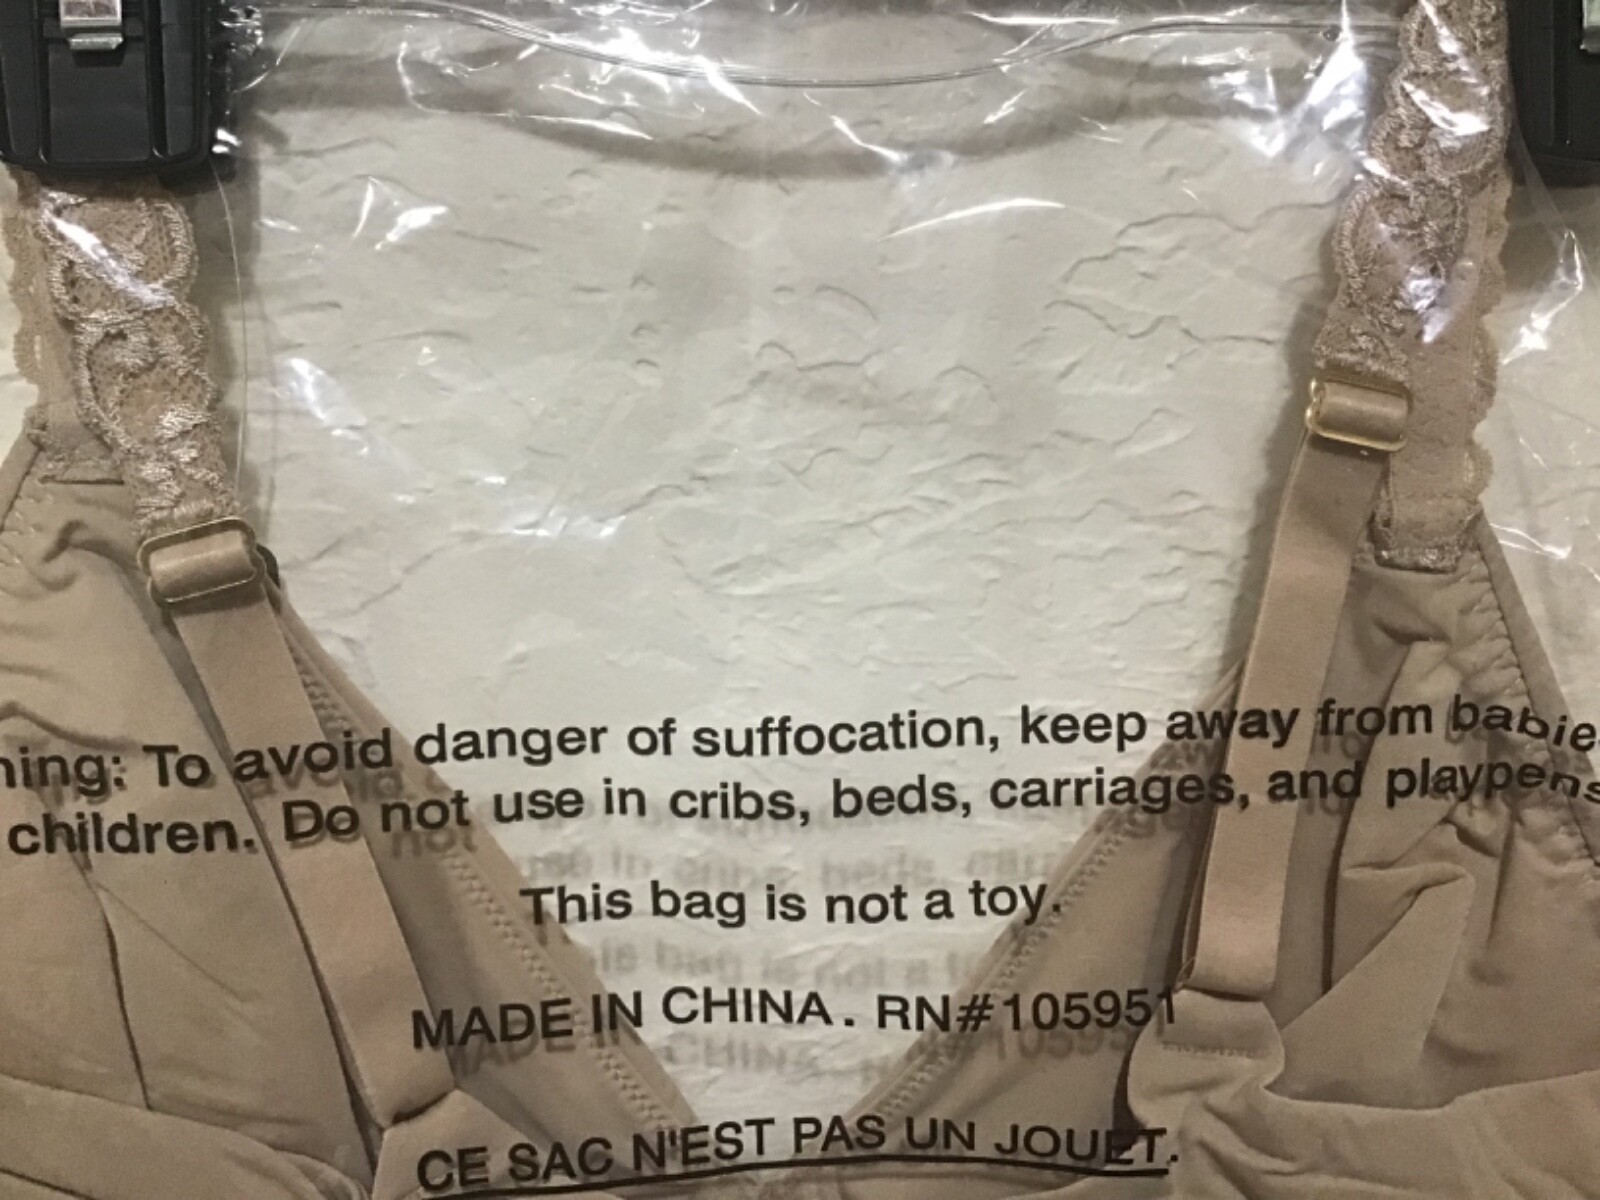 ning: To avoid danger of suffocation, keep away from babie
children. Do not use in cribs, beds, carriages, and playpens
This bag is not a toy.
MADE IN CHINA. RN#105951
CE SAC N'EST PAS UN JOUET.